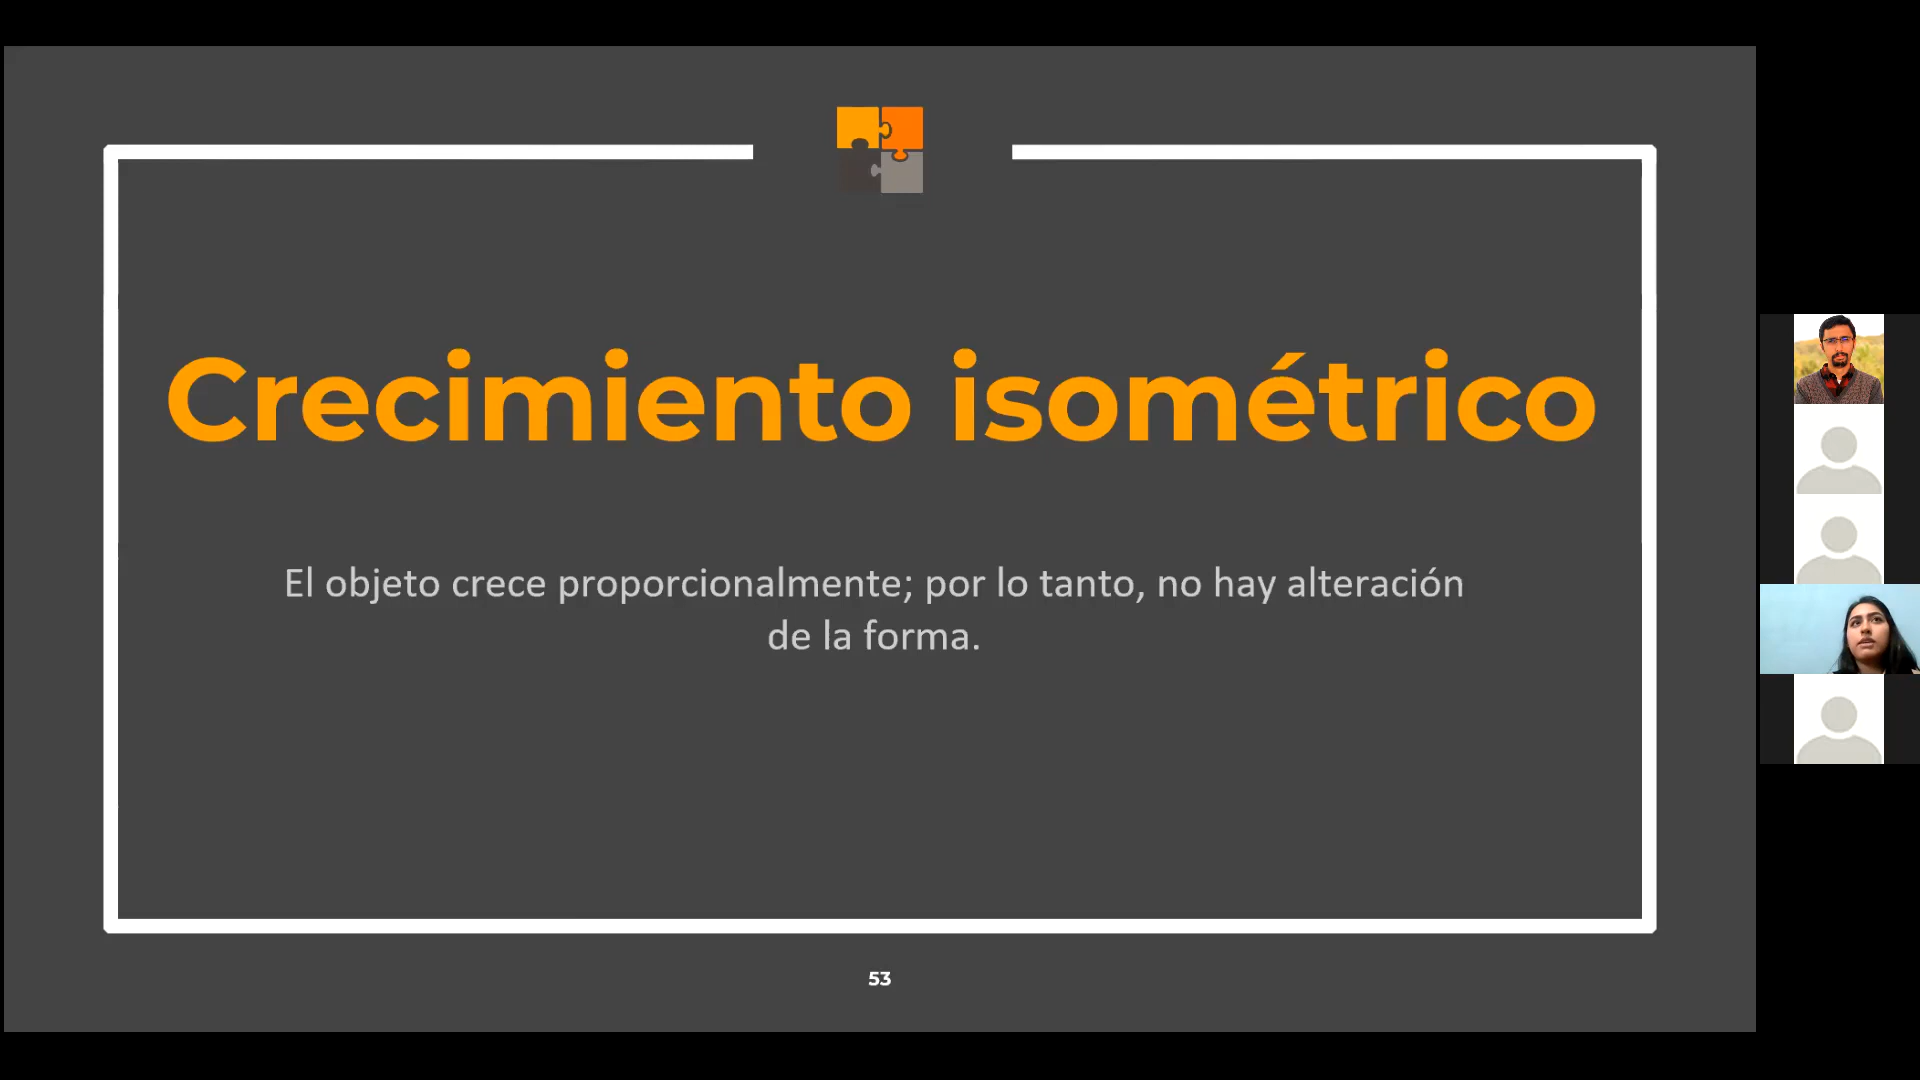 Crecimiento isométrico
El objeto crece proporcionalmente; por lo tanto, no hay alteración
de la forma.
53